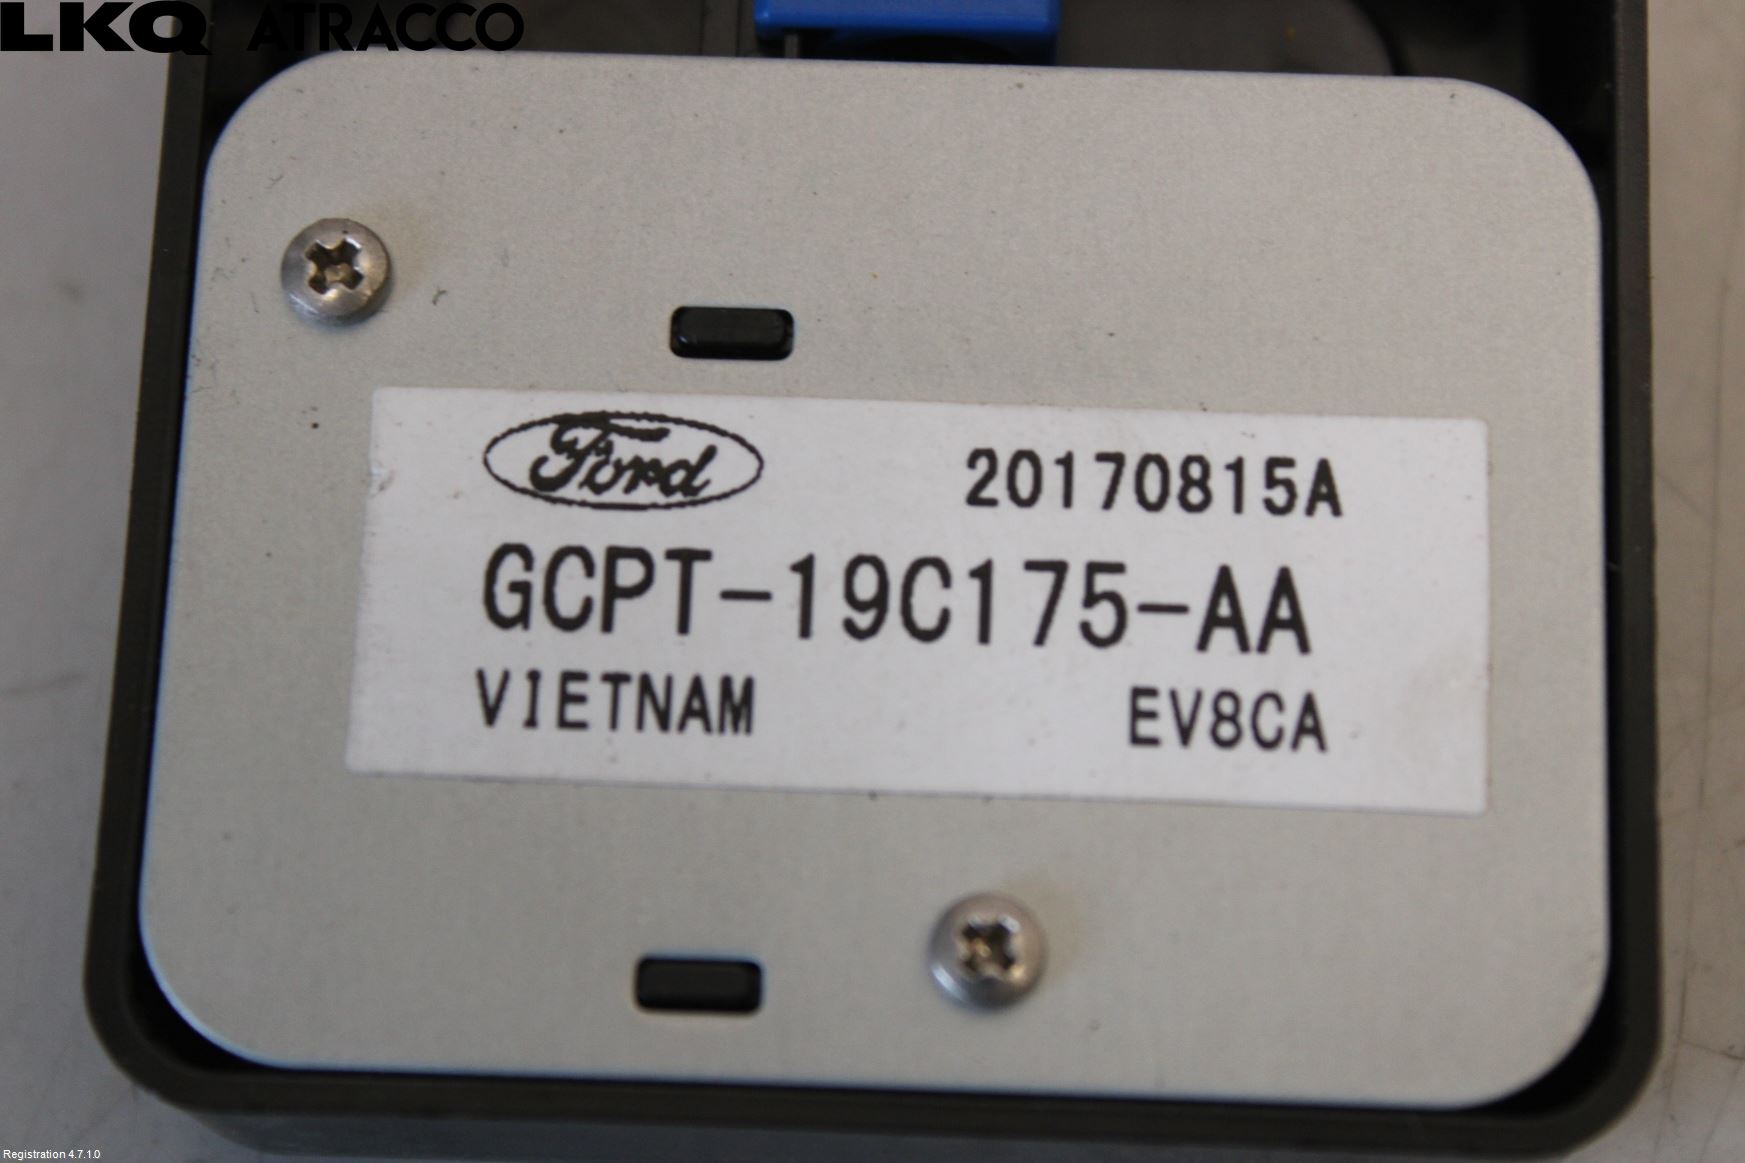 LKQ ATRACCO
Ford 20170815A
GCPT-19C175-AA
VIETNAM EV8CA
Registration 4.7.1.0